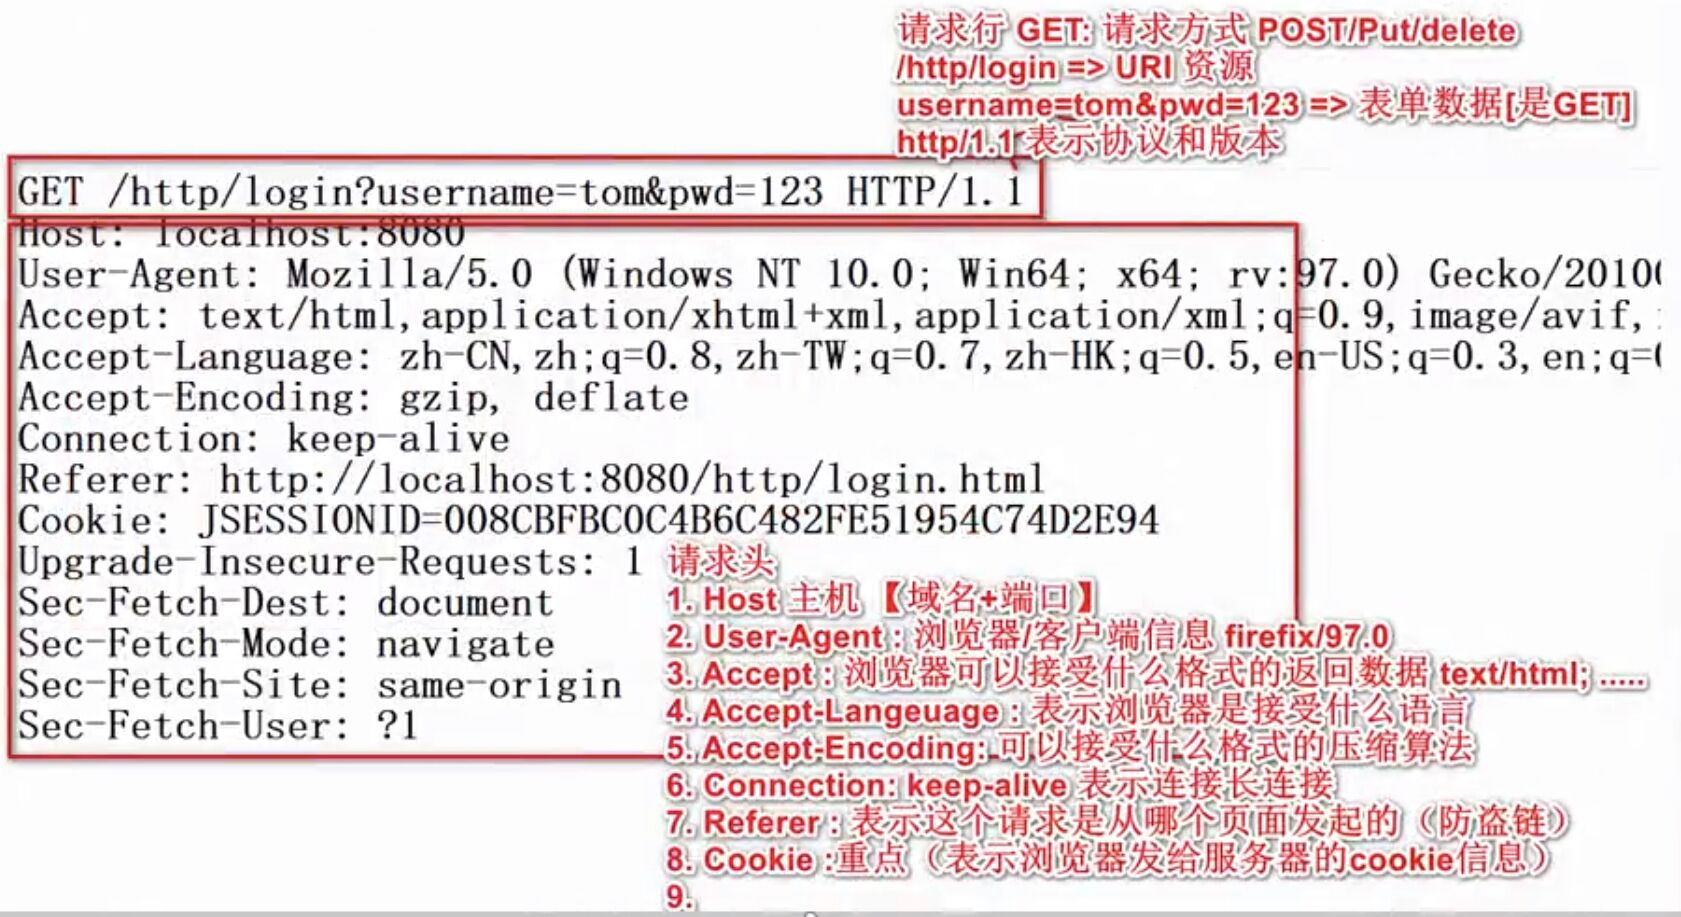 请求行 GET: 请求方式 POST/Put/delete
/http/login => URI 资源
username=tom&pwd=123 => 表单数据[是GET]
http/1.1 表示协议和版本
GET /http/login?username=tom&pwd=123 HTTP/1.1
Host: localhost:8080
User-Agent: Mozilla/5.0 (Windows NT 10.0; Win64; x64; rv:97.0) Gecko/2010
Accept: text/html,application/xhtml+xml,application/xml;q=0.9,image/avif,
Accept-Language: zh-CN,zh;q=0.8,zh-TW;q=0.7,zh-HK;q=0.5,en-US;q=0.3,en;q=
Accept-Encoding: gzip, deflate
Connection: keep-alive
Referer: http://localhost:8080/http/login.html
Cookie: JSESSIONID=008CBFBC0C4B6C482FE51954C74D2E94
Upgrade-Insecure-Requests: 1
Sec-Fetch-Dest: document
Sec-Fetch-Mode: navigate
Sec-Fetch-Site: same-origin
Sec-Fetch-User: ?1
请求头
1. Host 主机 【域名+端口】
2. User-Agent : 浏览器/客户端信息 firefix/97.0
3. Accept : 浏览器可以接受什么格式的返回数据 text/html; .....
4. Accept-Langeuage : 表示浏览器是接受什么语言
5. Accept-Encoding: 可以接受什么格式的压缩算法
6. Connection: keep-alive 表示连接长连接
7. Referer : 表示这个请求是从哪个页面发起的（防盗链）
8. Cookie :重点（表示浏览器发给服务器的cookie信息）
9.